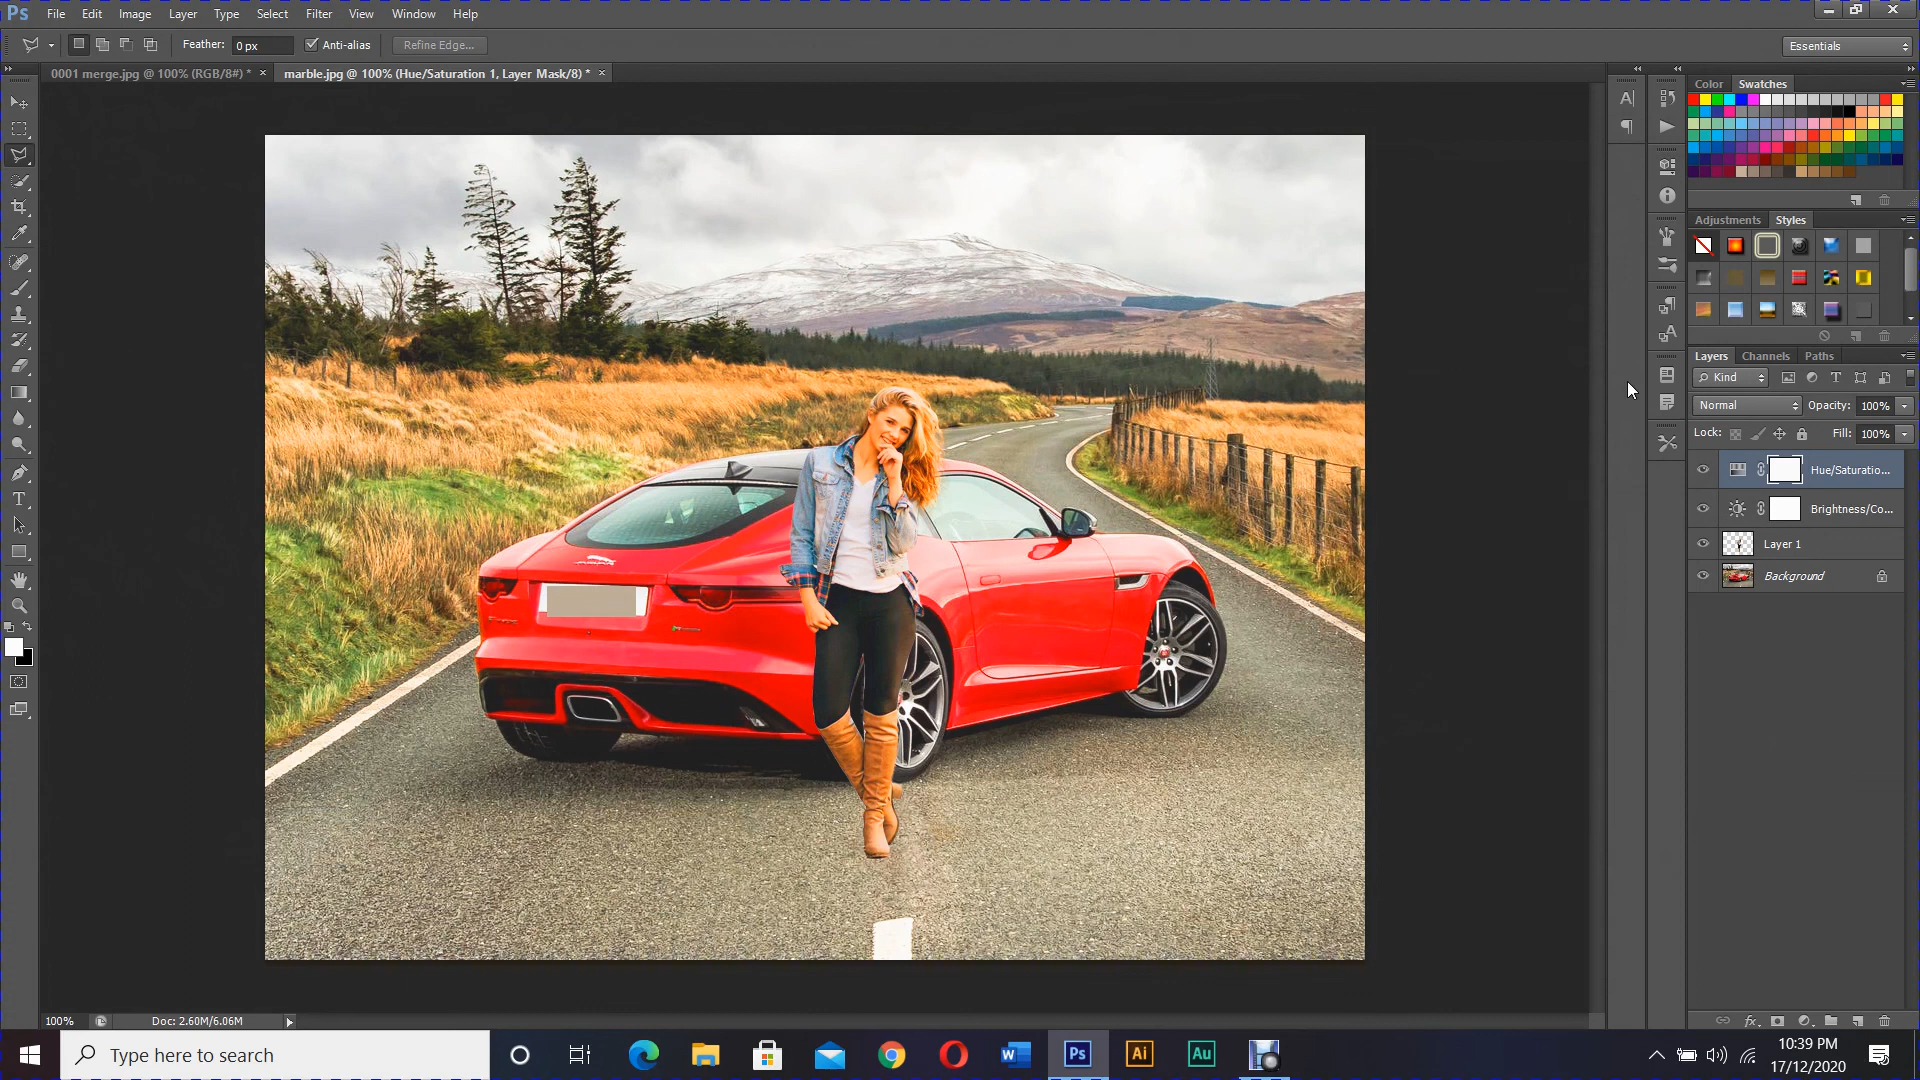 Ps File Edit Image Layer Type Select Filter View Window Help
Feather: 0 px Anti-alias Refine Edge... Essentials
0001 merge.jpg @ 100% (RGB/8#) * × marble.jpg @ 100% (Hue/Saturation 1, Layer Mask/8) * ×
Color Swatches
Adjustments Styles
Layers Channels Paths
Kind
Normal Opacity: 100%
Lock: Fill: 100%
Hue/Saturatio...
Brightness/Co...
Layer 1
Background
100% Doc: 2.60M/6.06M
Type here to search
Ps Ai Au
10:39 PM
17/12/2020